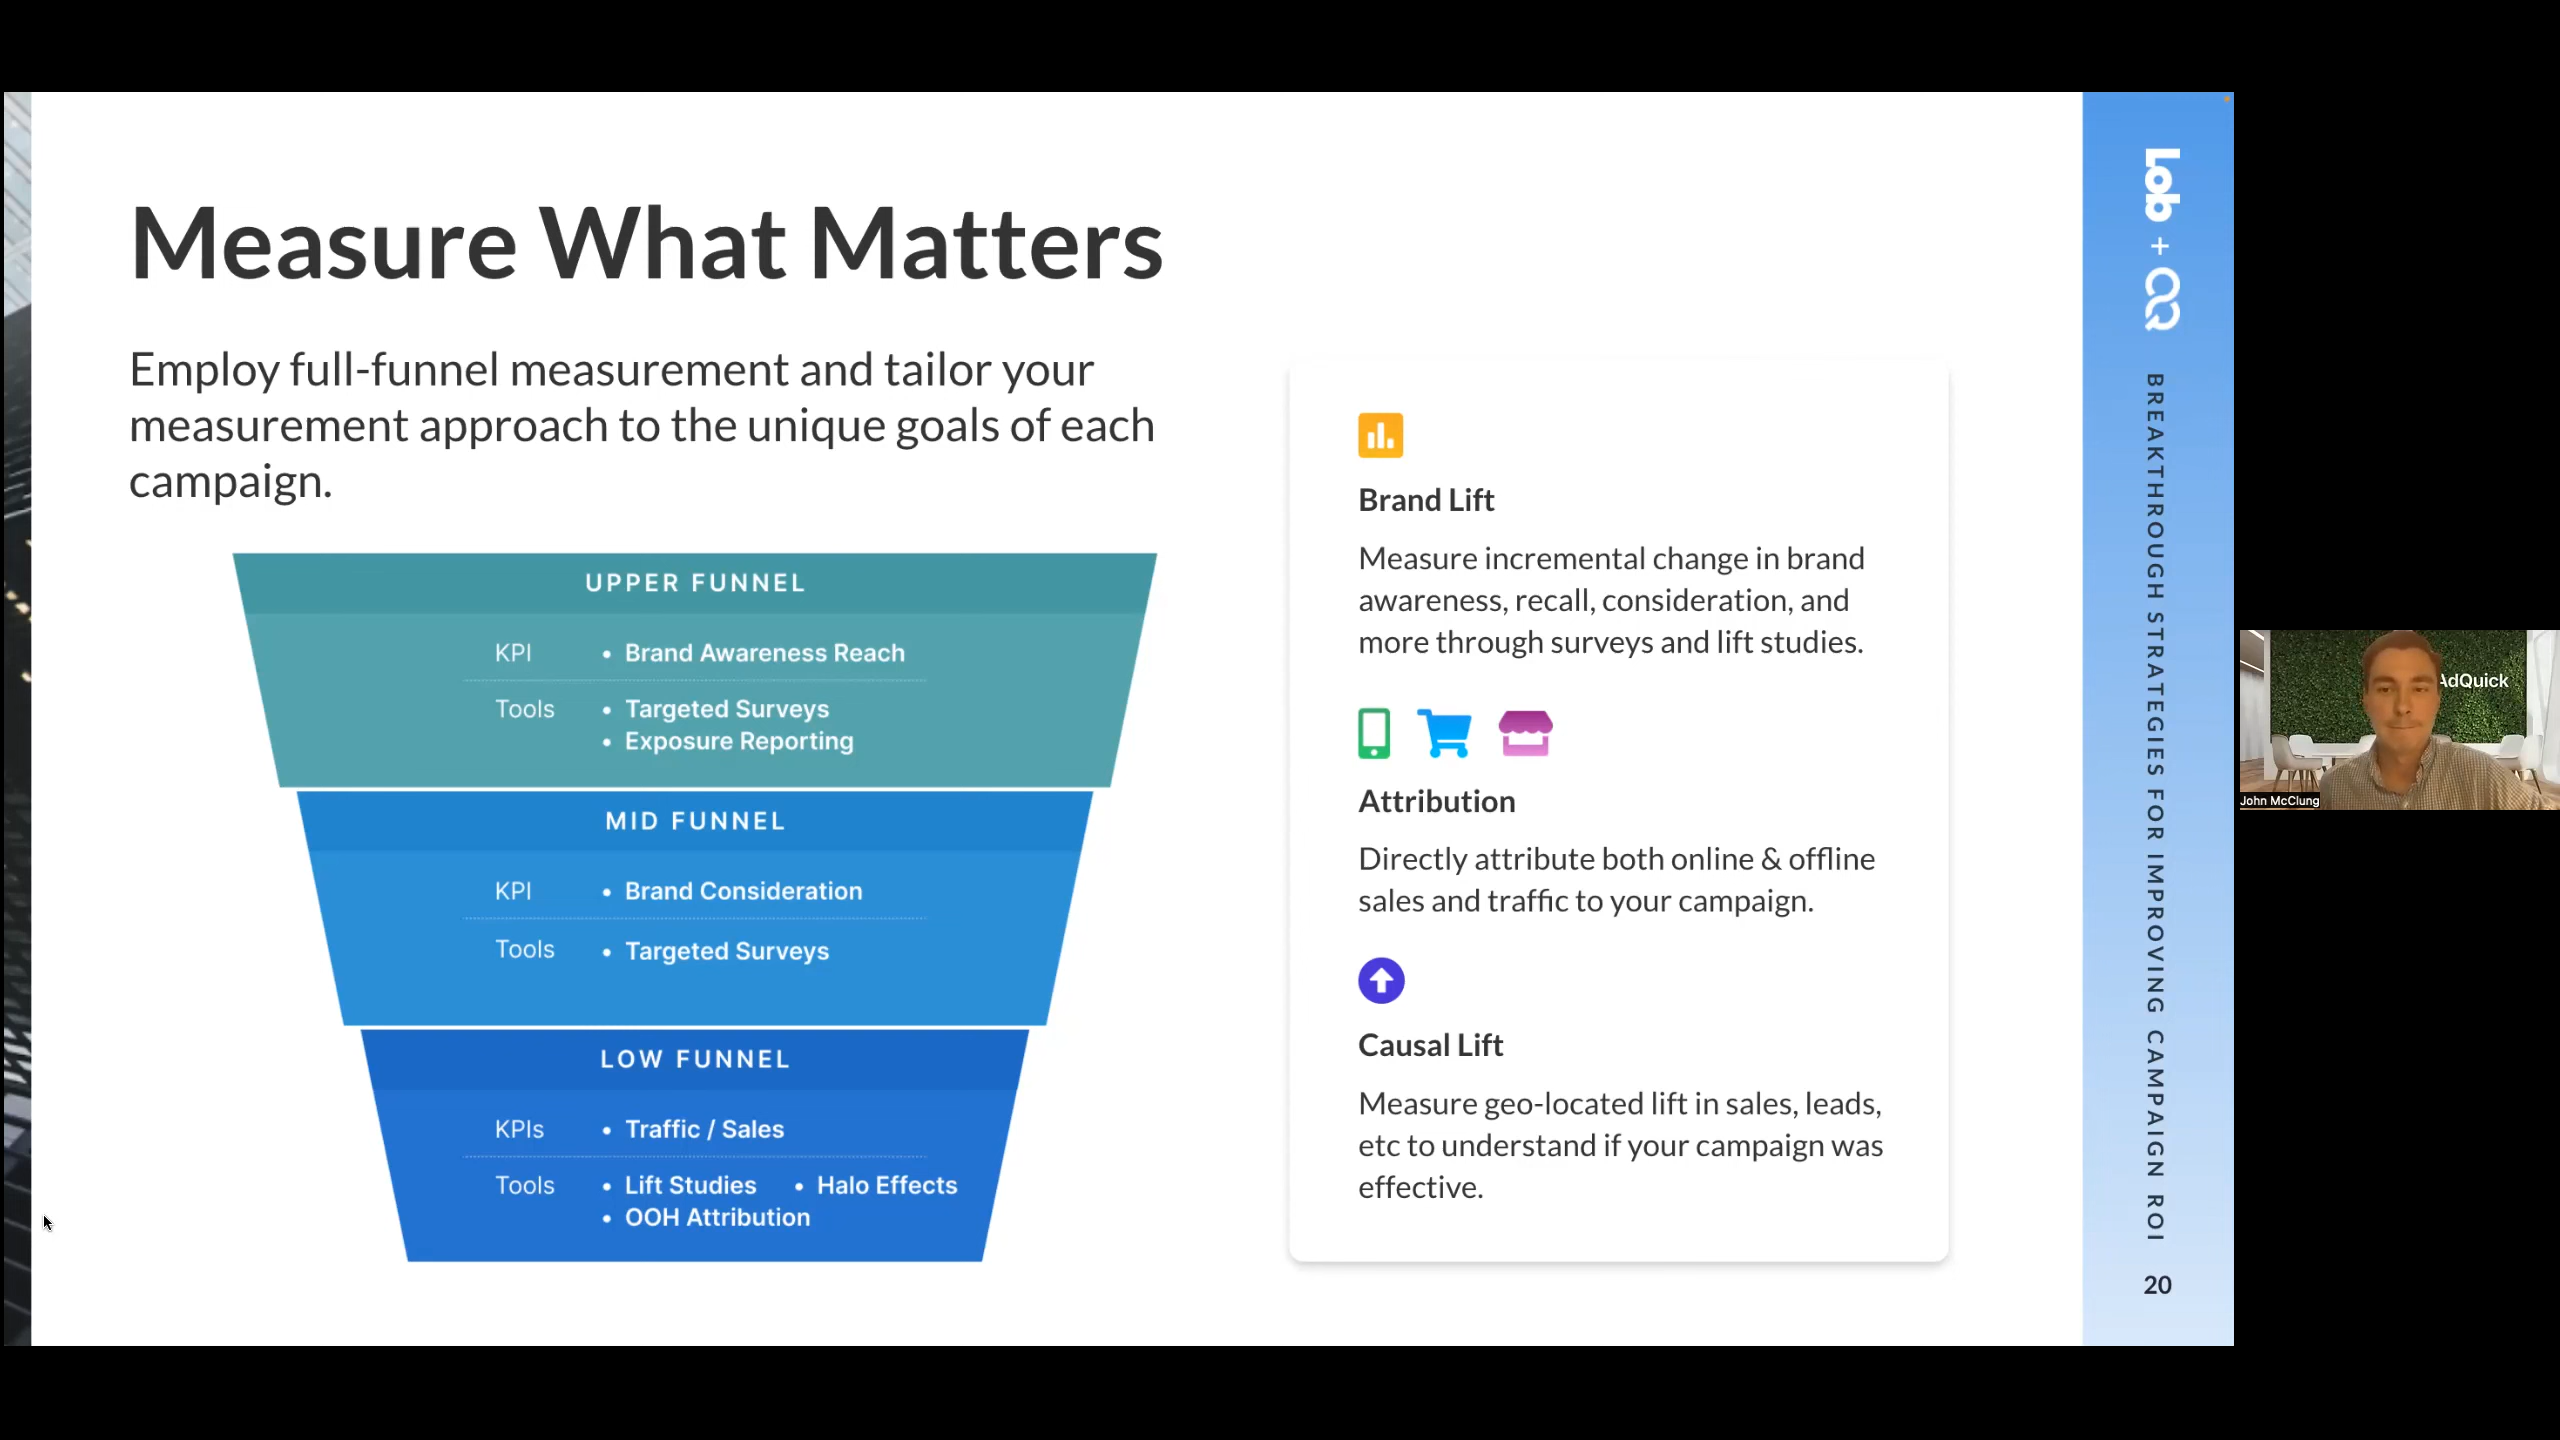 Measure What Matters
Employ full-funnel measurement and tailor your
measurement approach to the unique goals of each
campaign.
UPPER FUNNEL
KPI • Brand Awareness Reach
Tools • Targeted Surveys
• Exposure Reporting
MID FUNNEL
KPI • Brand Consideration
Tools • Targeted Surveys
LOW FUNNEL
KPIs • Traffic / Sales
Tools • Lift Studies • Halo Effects
• OOH Attribution
Brand Lift
Measure incremental change in brand
awareness, recall, consideration, and
more through surveys and lift studies.
Attribution
Directly attribute both online & offline
sales and traffic to your campaign.
Causal Lift
Measure geo-located lift in sales, leads,
etc to understand if your campaign was
effective.
Lob +
BREAKTHROUGH STRATEGIES FOR IMPROVING CAMPAIGN ROI
20
AdQuick
John McClung